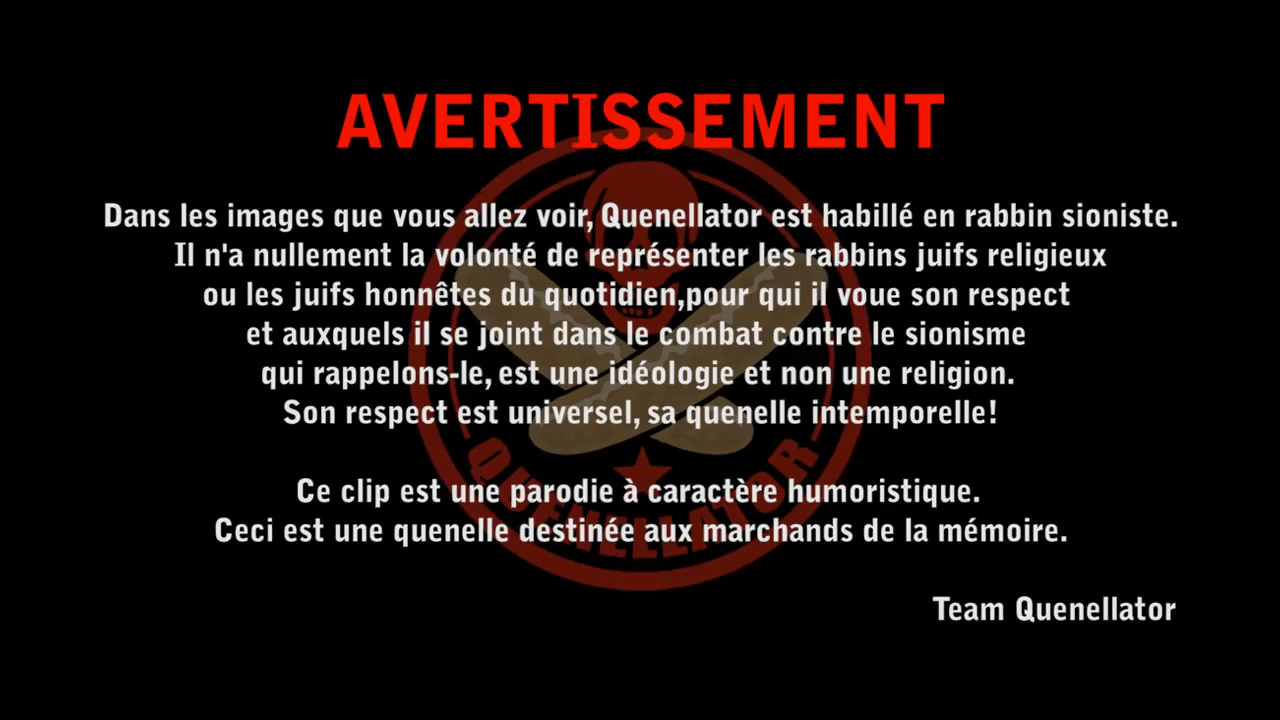 AVERTISSEMENT
Dans les images que vous allez voir, Quenellator est habillé en rabbin sioniste.
Il n'a nullement la volonté de représenter les rabbins juifs religieux
ou les juifs honnêtes du quotidien,pour qui il voue son respect
et auxquels il se joint dans le combat contre le sionisme
qui rappelons-le, est une idéologie et non une religion.
Son respect est universel, sa quenelle intemporelle!
Ce clip est une parodie à caractère humoristique.
Ceci est une quenelle destinée aux marchands de la mémoire.
QUENELLATOR
Team Quenellator